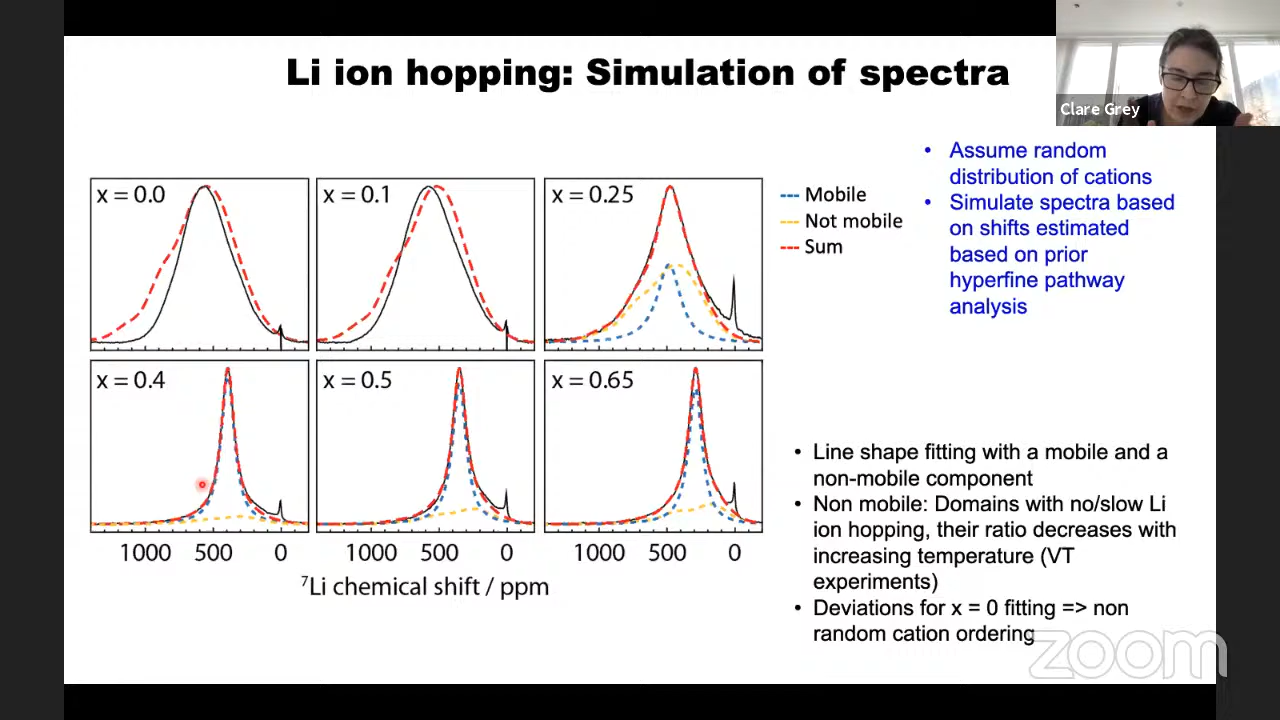 Li ion hopping: Simulation of spectra
Clare Grey
x = 0.0
x = 0.1
x = 0.25
Mobile
Not mobile
Sum
x = 0.4
x = 0.5
x = 0.65
1000 500 0
1000 500 0
1000 500 0
⁷Li chemical shift / ppm
• Assume random
distribution of cations
• Simulate spectra based
on shifts estimated
based on prior
hyperfine pathway
analysis
• Line shape fitting with a mobile and a
non-mobile component
• Non mobile: Domains with no/slow Li
ion hopping, their ratio decreases with
increasing temperature (VT
experiments)
• Deviations for x = 0 fitting => non
random cation ordering
zoom